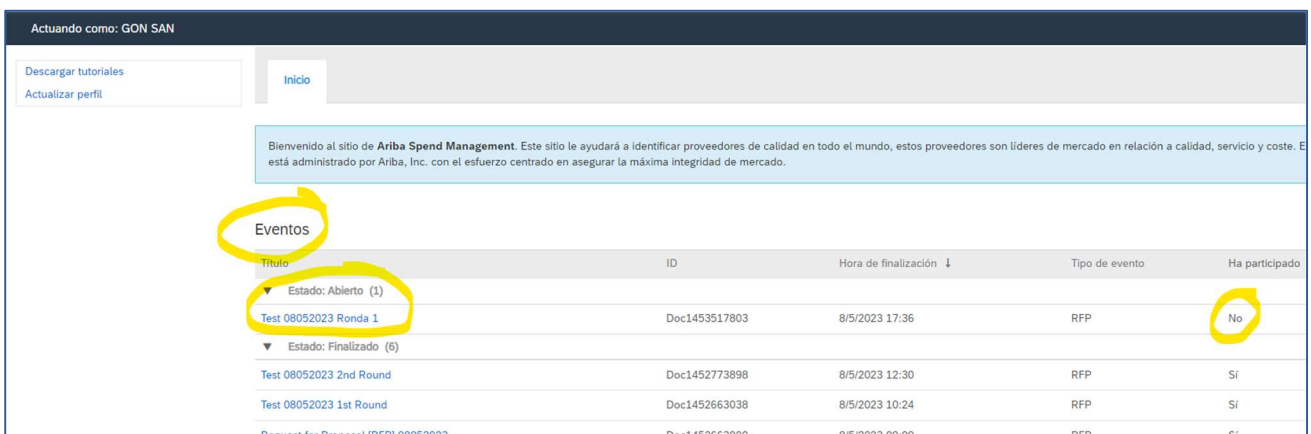 Actuando como: GON SAN
Descargar tutoriales
Actualizar perfil
Inicio
Bienvenido al sitio de Ariba Spend Management. Este sitio le ayudará a identificar proveedores de calidad en todo el mundo, estos proveedores son líderes de mercado en relación a calidad, servicio y coste. E
está administrado por Ariba, Inc. con el esfuerzo centrado en asegurar la máxima integridad de mercado.
Eventos
Título ID Hora de finalización ↓ Tipo de evento Ha participado
▼ Estado: Abierto (1)
Test 08052023 Ronda 1 Doc1453517803 8/5/2023 17:36 RFP No
▼ Estado: Finalizado (6)
Test 08052023 2nd Round Doc1452773898 8/5/2023 12:30 RFP Sí
Test 08052023 1st Round Doc1452663038 8/5/2023 10:24 RFP Sí